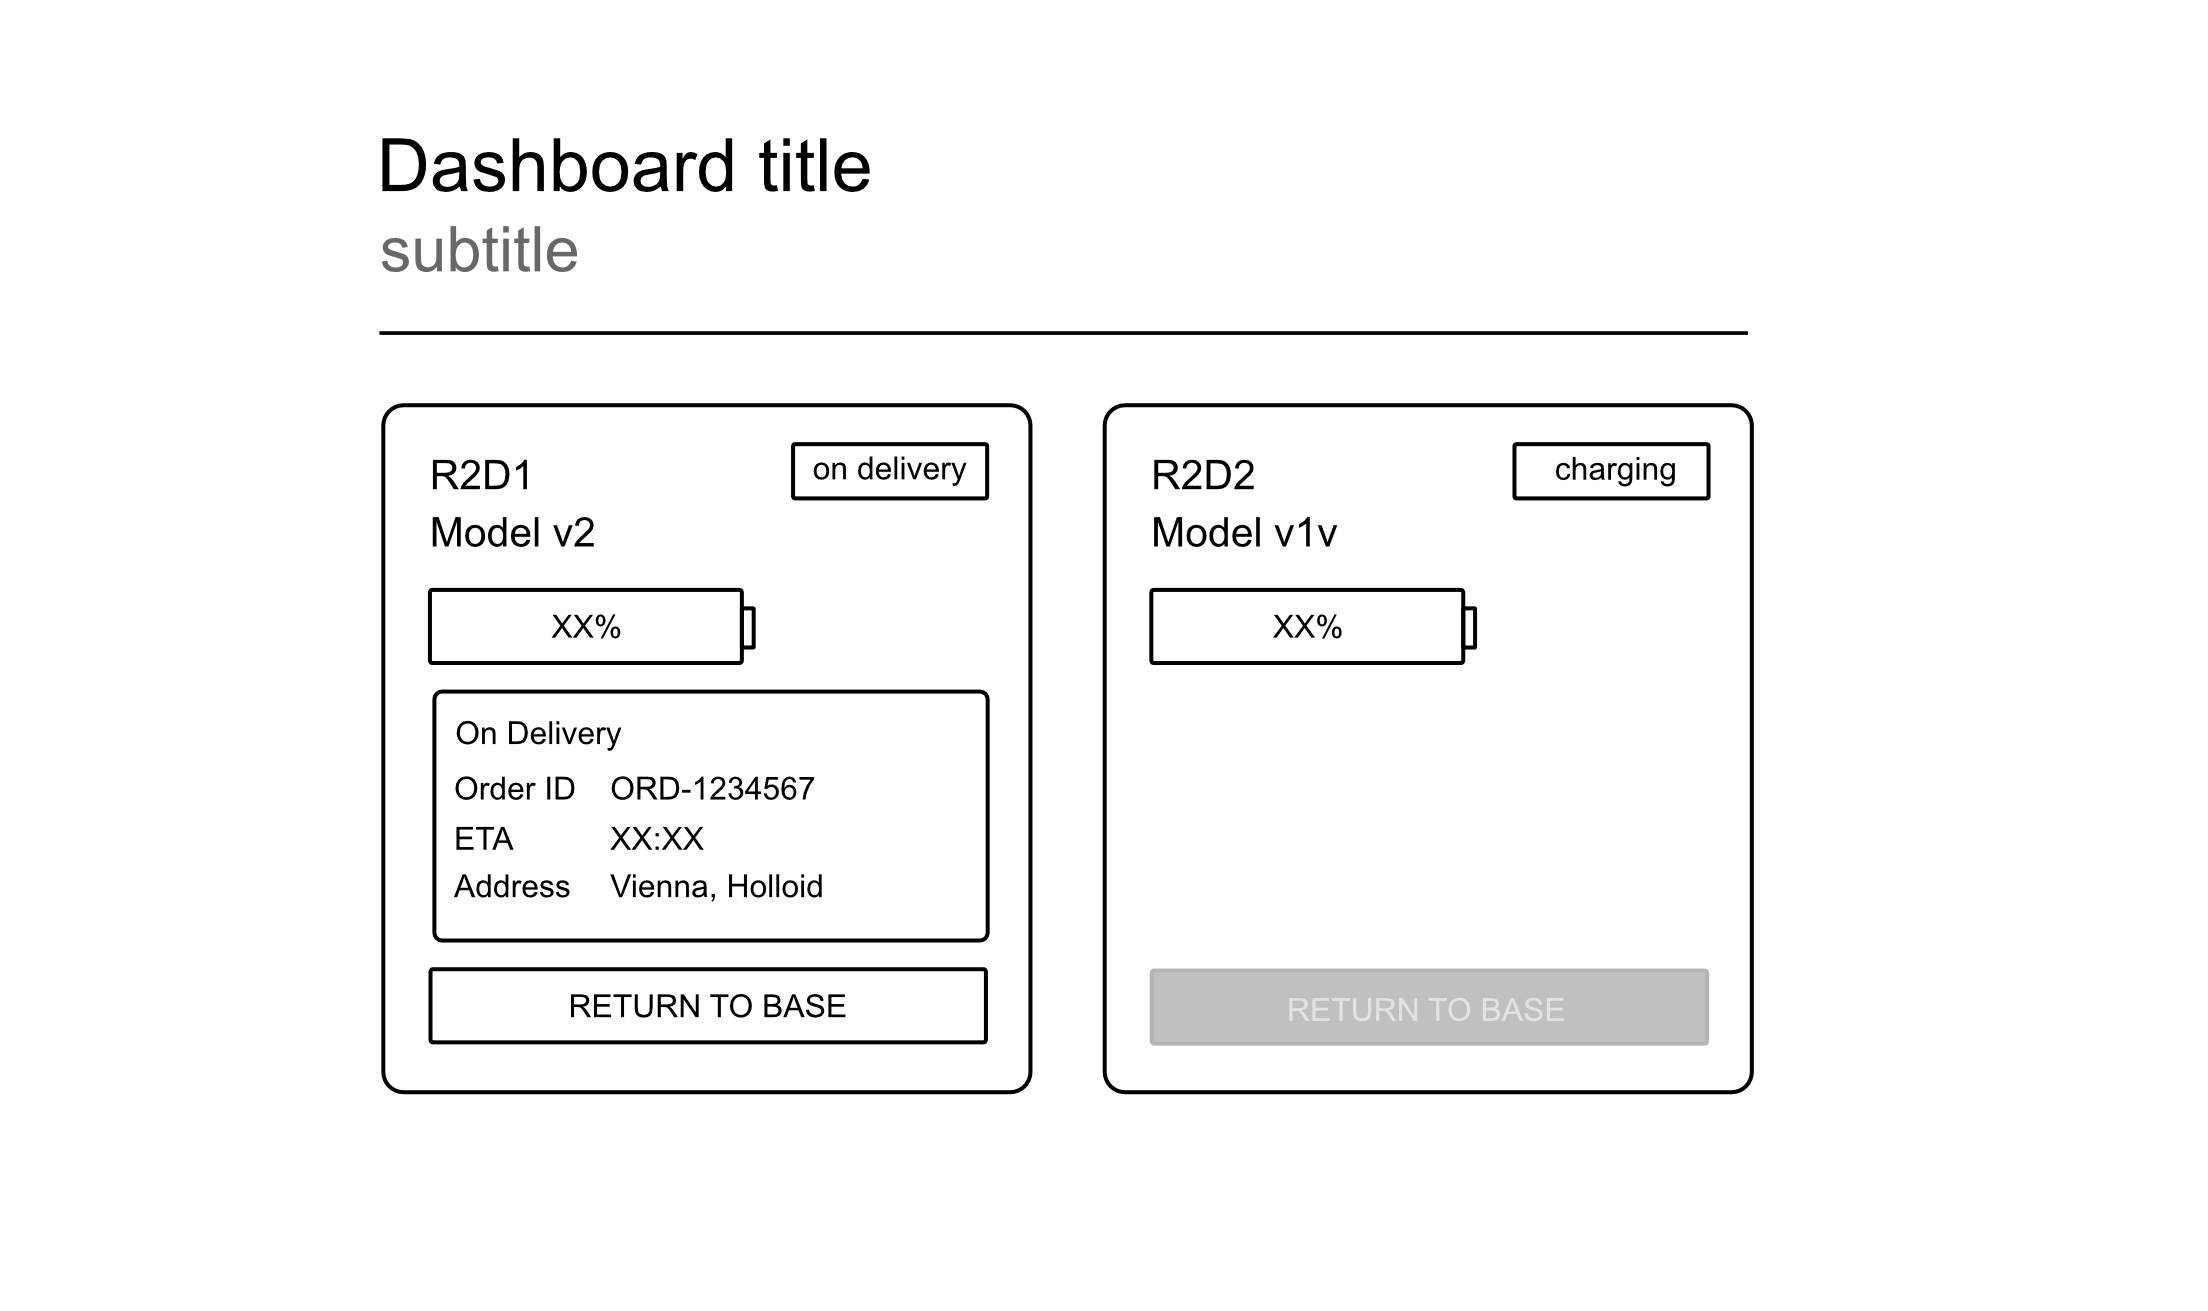 Dashboard title
subtitle
R2D1
on delivery
Model v2
XX%
On Delivery
Order ID ORD-1234567
ETA XX:XX
Address Vienna, Holloid
RETURN TO BASE
R2D2
charging
Model v1v
XX%
RETURN TO BASE